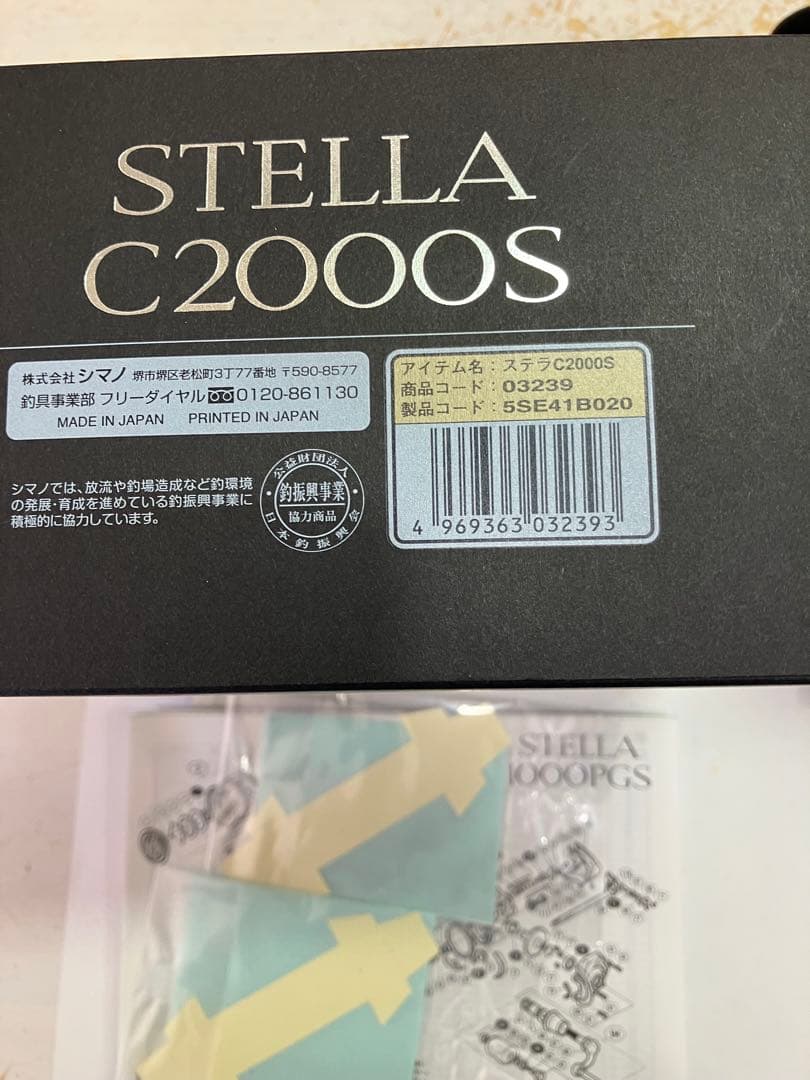 STELLA
C2000S
株式会社 シマノ 堺市堺区老松町3丁77番地 〒590-8577
釣具事業部 フリーダイヤル 0120-861130
MADE IN JAPAN PRINTED IN JAPAN
シマノでは、放流や釣場造成など釣環境
の発展・育成を進めている釣振興事業に
積極的に協力しています。
公益財団法人
釣振興事業
協力商品
日本釣振興会
アイテム名：ステラC2000S
商品コード：03239
製品コード：5SE41B020
4 969363 032393
STELLA
1000PGS